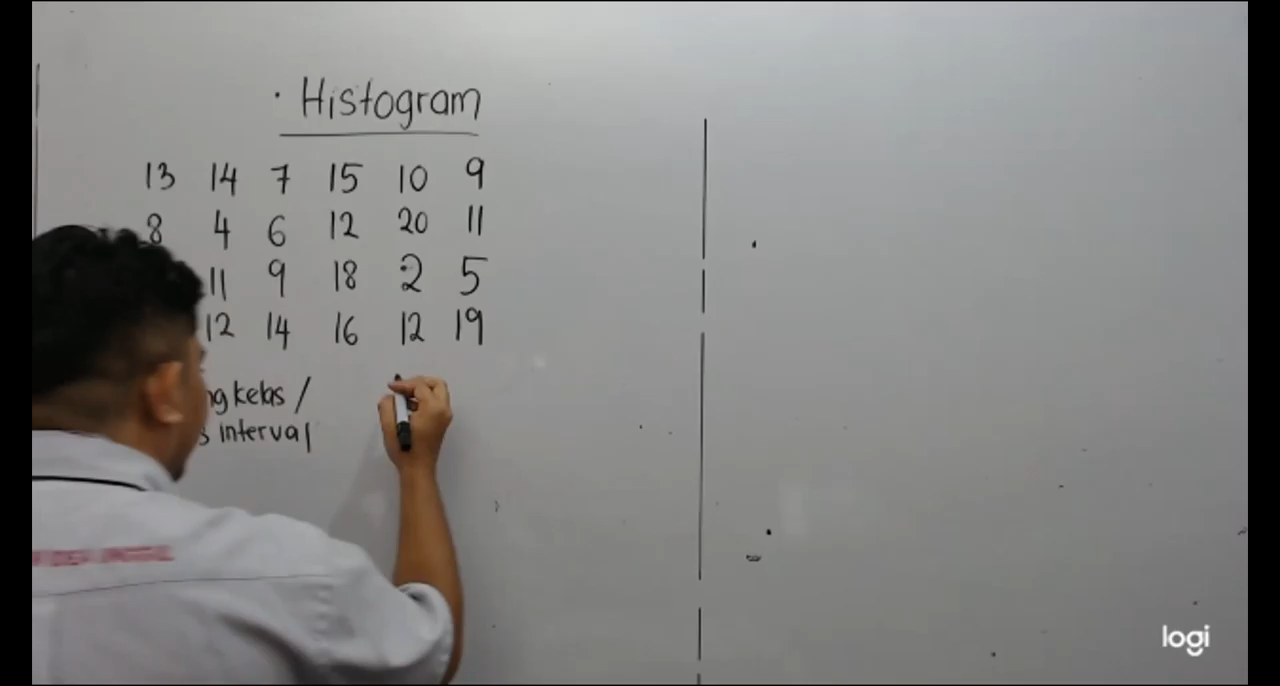 · Histogram
13 14 7 15 10 9
8 4 6 12 20 11
11 9 18 2 5
12 14 16 12 19
kelas /
interval
logi